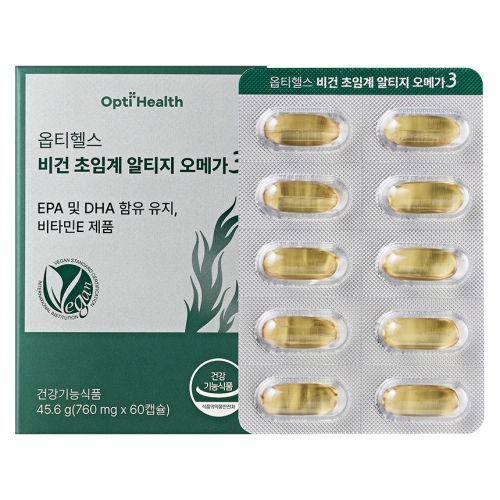 Opti Health
옵티헬스
비건 초임계 알티지 오메가3
EPA 및 DHA 함유 유지,
비타민E 제품
VEGAN STANDARD CERTIFICATION
INTERNATIONAL INSTITUTION
Vegan
건강기능식품
45.6 g(760 mg x 60캡슐)
건강
기능식품
식품의약품안전처
옵티헬스 비건 초임계 알티지 오메가3